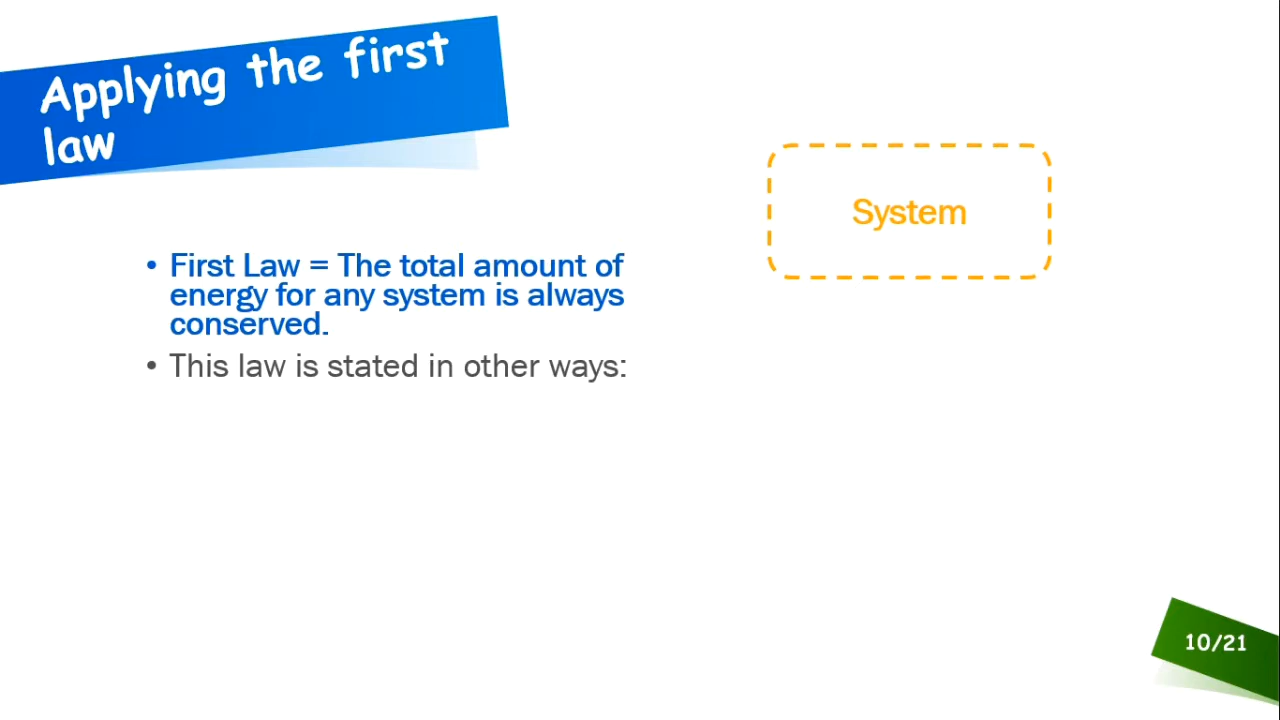 Applying the first
law
System
• First Law = The total amount of
energy for any system is always
conserved.
• This law is stated in other ways:
10/21